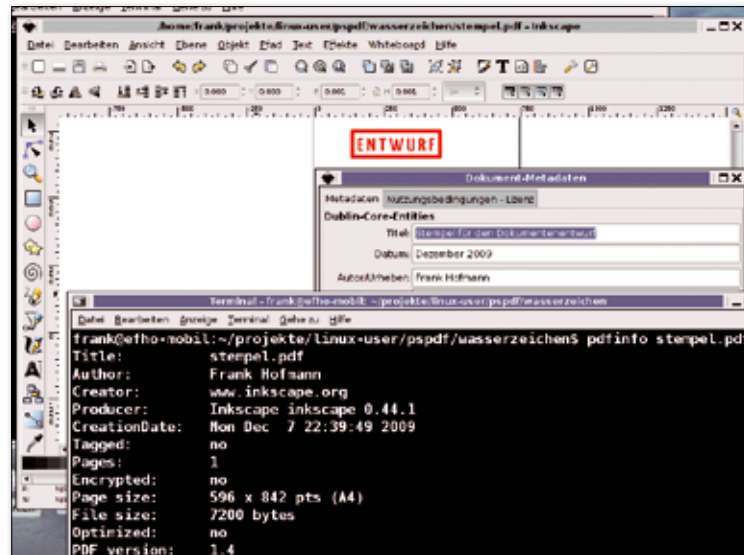 /home/frank/projekte/linux-user/pspdf/wasserzeichen/stempel.pdf - Inkscape
Datei Bearbeiten Ansicht Ebene Objekt Pfad Text Effekte Whiteboard Hilfe
ENTWURF
Dokument-Metadaten
Metadaten Nutzungsbedingungen - Lizenz
Dublin-Core-Entities
Titel: Stempel für den Dokumentenentwurf
Datum: Dezember 2009
Autor/Urheber: Frank Hofmann
Terminal - frank@efho-mobil: ~/projekte/linux-user/pspdf/wasserzeichen
Datei Bearbeiten Anzeige Terminal Gehe zu Hilfe
frank@efho-mobil:~/projekte/linux-user/pspdf/wasserzeichen$ pdfinfo stempel.pdf
Title: stempel.pdf
Author: Frank Hofmann
Creator: www.inkscape.org
Producer: Inkscape inkscape 0.44.1
CreationDate: Mon Dec 7 22:39:49 2009
Tagged: no
Pages: 1
Encrypted: no
Page size: 596 x 842 pts (A4)
File size: 7200 bytes
Optimized: no
PDF version: 1.4